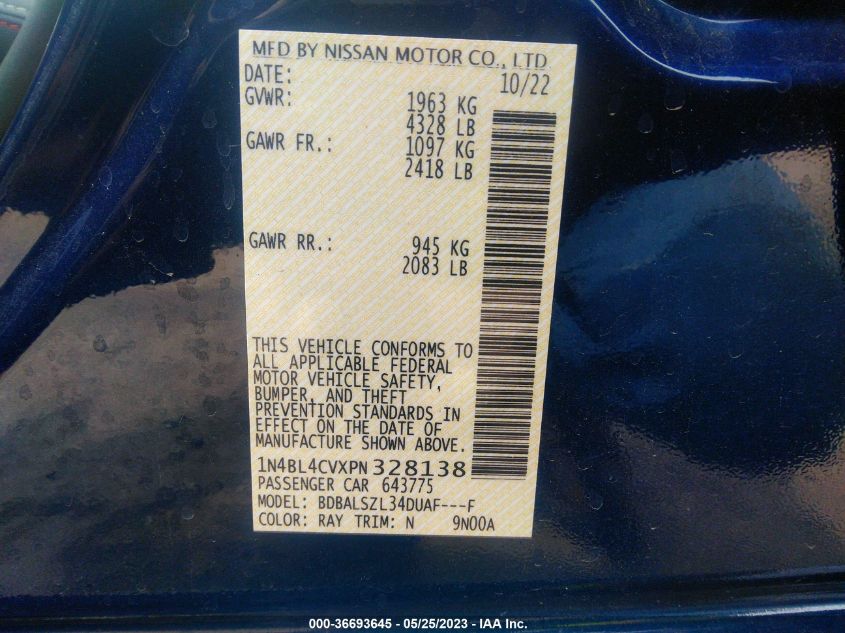 MFD BY NISSAN MOTOR CO., LTD
DATE: 10/22
GVWR: 1963 KG
4328 LB
GAWR FR.: 1097 KG
2418 LB
GAWR RR.: 945 KG
2083 LB
THIS VEHICLE CONFORMS TO
ALL APPLICABLE FEDERAL
MOTOR VEHICLE SAFETY,
BUMPER, AND THEFT
PREVENTION STANDARDS IN
EFFECT ON THE DATE OF
MANUFACTURE SHOWN ABOVE.
1N4BL4CVXPN328138
PASSENGER CAR 643775
MODEL: BDBALSZL34DUAF---F
COLOR: RAY TRIM: N 9N00A
000-36693645 - 05/25/2023 - IAA Inc.